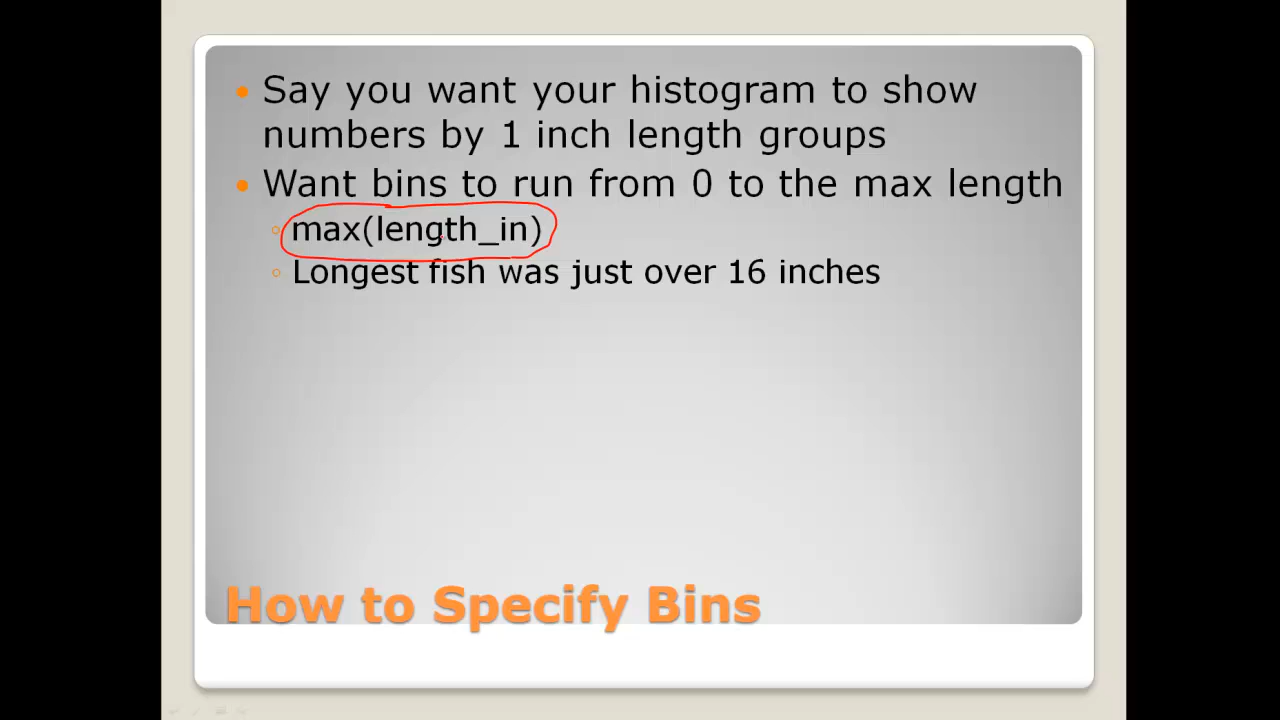 Say you want your histogram to show
numbers by 1 inch length groups
Want bins to run from 0 to the max length
max(length_in)
Longest fish was just over 16 inches
How to Specify Bins